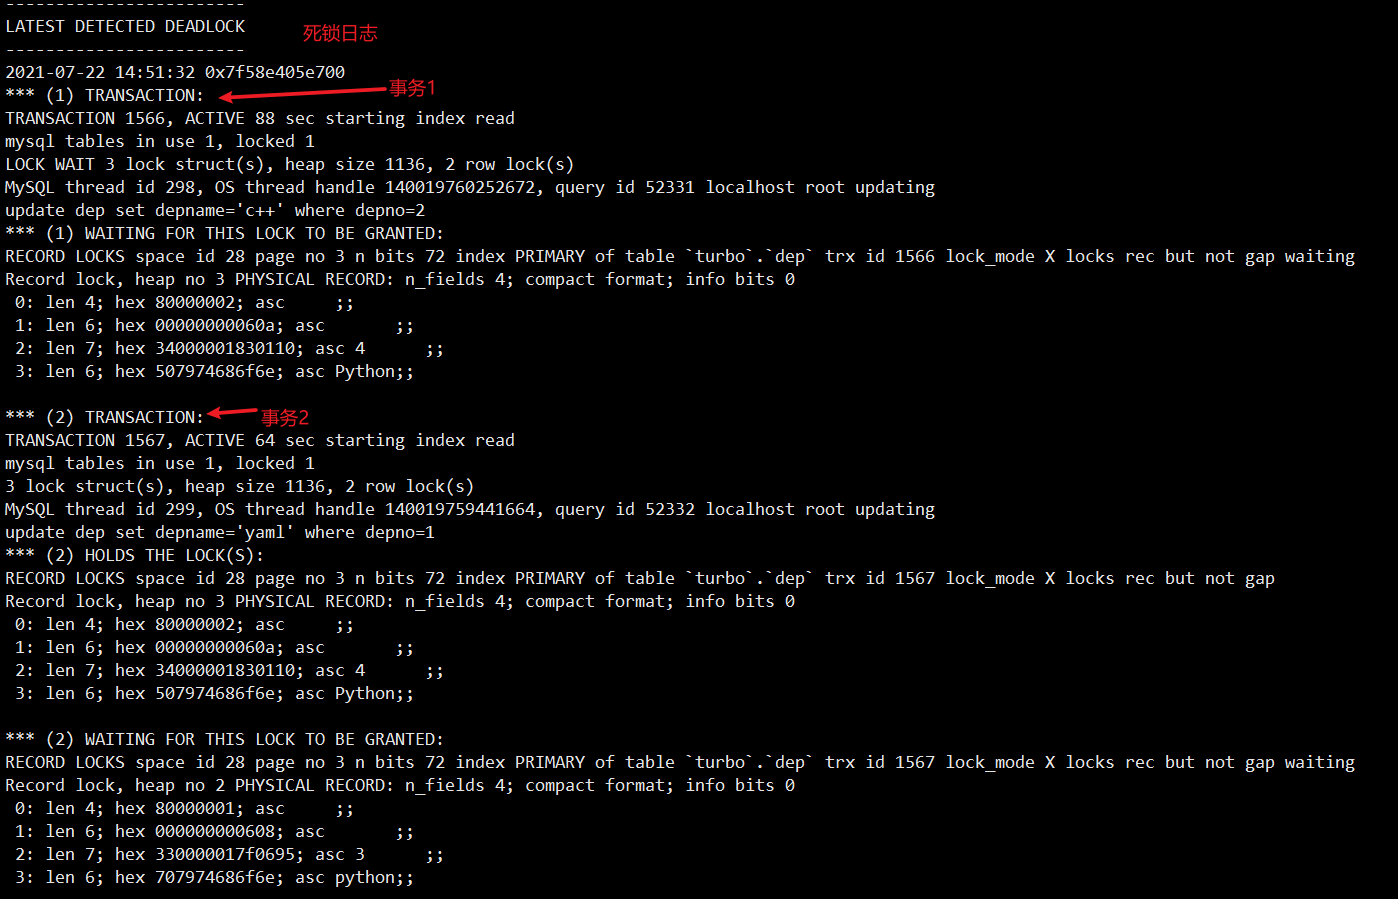 ------------------------
LATEST DETECTED DEADLOCK
死锁日志
------------------------
2021-07-22 14:51:32 0x7f58e405e700
*** (1) TRANSACTION:
事务1
TRANSACTION 1566, ACTIVE 88 sec starting index read
mysql tables in use 1, locked 1
LOCK WAIT 3 lock struct(s), heap size 1136, 2 row lock(s)
MySQL thread id 298, OS thread handle 140019760252672, query id 52331 localhost root updating
update dep set depname='c++' where depno=2
*** (1) WAITING FOR THIS LOCK TO BE GRANTED:
RECORD LOCKS space id 28 page no 3 n bits 72 index PRIMARY of table `turbo`.`dep` trx id 1566 lock_mode X locks rec but not gap waiting
Record lock, heap no 3 PHYSICAL RECORD: n_fields 4; compact format; info bits 0
 0: len 4; hex 80000002; asc     ;;
 1: len 6; hex 00000000060a; asc       ;;
 2: len 7; hex 34000001830110; asc 4      ;;
 3: len 6; hex 507974686f6e; asc Python;;

*** (2) TRANSACTION:
事务2
TRANSACTION 1567, ACTIVE 64 sec starting index read
mysql tables in use 1, locked 1
3 lock struct(s), heap size 1136, 2 row lock(s)
MySQL thread id 299, OS thread handle 140019759441664, query id 52332 localhost root updating
update dep set depname='yaml' where depno=1
*** (2) HOLDS THE LOCK(S):
RECORD LOCKS space id 28 page no 3 n bits 72 index PRIMARY of table `turbo`.`dep` trx id 1567 lock_mode X locks rec but not gap
Record lock, heap no 3 PHYSICAL RECORD: n_fields 4; compact format; info bits 0
 0: len 4; hex 80000002; asc     ;;
 1: len 6; hex 00000000060a; asc       ;;
 2: len 7; hex 34000001830110; asc 4      ;;
 3: len 6; hex 507974686f6e; asc Python;;

*** (2) WAITING FOR THIS LOCK TO BE GRANTED:
RECORD LOCKS space id 28 page no 3 n bits 72 index PRIMARY of table `turbo`.`dep` trx id 1567 lock_mode X locks rec but not gap waiting
Record lock, heap no 2 PHYSICAL RECORD: n_fields 4; compact format; info bits 0
 0: len 4; hex 80000001; asc     ;;
 1: len 6; hex 000000000608; asc       ;;
 2: len 7; hex 330000017f0695; asc 3      ;;
 3: len 6; hex 707974686f6e; asc python;;